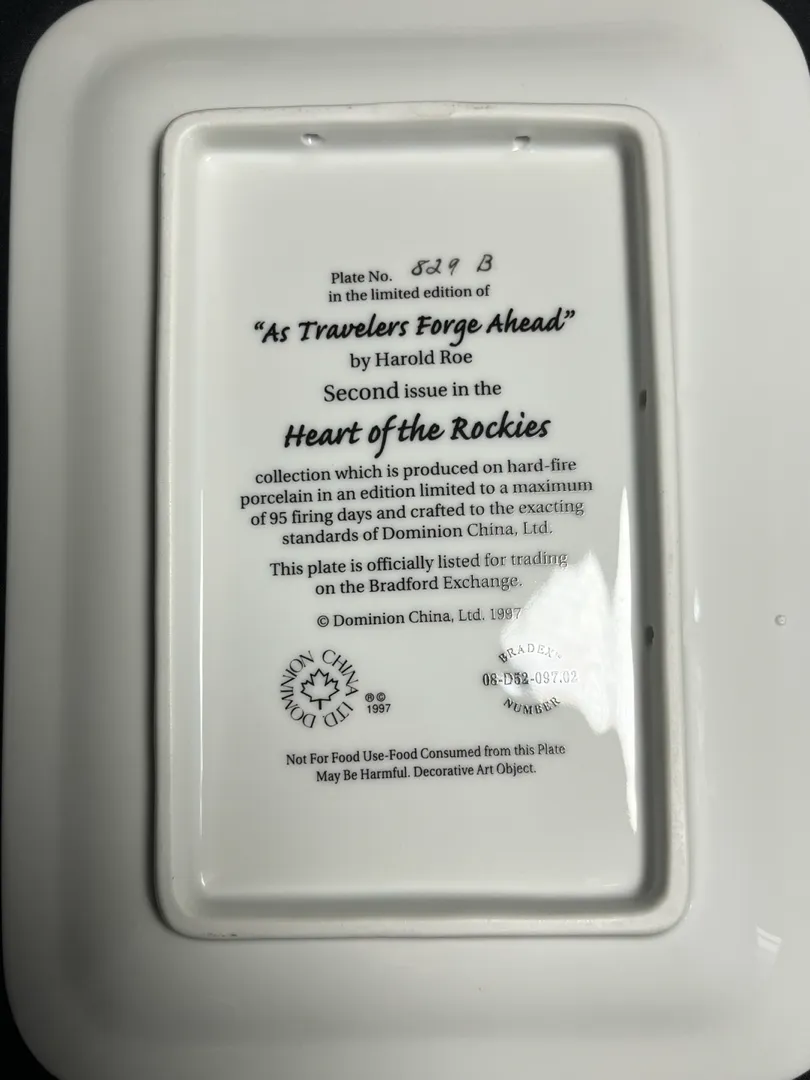 Plate No. 829 B
in the limited edition of
“As Travelers Forge Ahead”
by Harold Roe
Second issue in the
Heart of the Rockies
collection which is produced on hard-fire
porcelain in an edition limited to a maximum
of 95 firing days and crafted to the exacting
standards of Dominion China, Ltd.
This plate is officially listed for trading
on the Bradford Exchange.
© Dominion China, Ltd. 1997
DOMINION CHINA LTD.
®©
1997
BRADEX™
08-D52-097.02
NUMBER
Not For Food Use-Food Consumed from this Plate
May Be Harmful. Decorative Art Object.